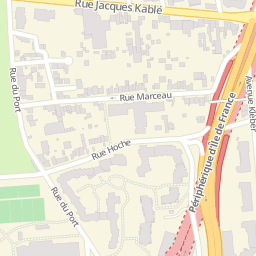 Rue Jacques Kablé
Rue du Port
Rue Marceau
Avenue Kléber
Rue Hoche
Périphérique d'Île de France
Rue du Port